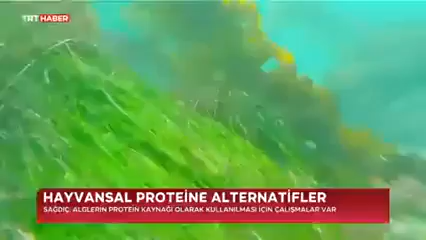 TRT HABER
HAYVANSAL PROTEİNE ALTERNATİFLER
SAĞDIÇ: ALGLERİN PROTEİN KAYNAĞI OLARAK KULLANILMASI İÇİN ÇALIŞMALAR VAR